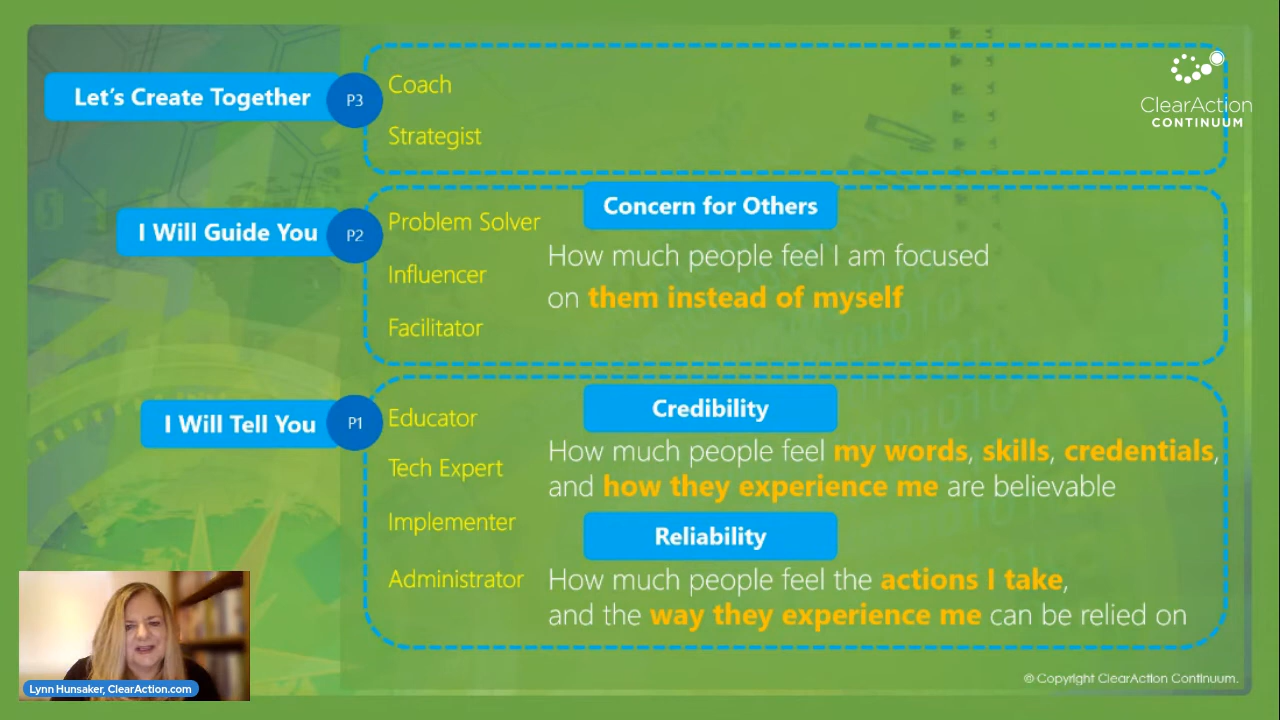 Let's Create Together
P3
Coach
Strategist
ClearAction
CONTINUUM
I Will Guide You
P2
Problem Solver
Influencer
Facilitator
Concern for Others
How much people feel I am focused
on them instead of myself
I Will Tell You
P1
Educator
Tech Expert
Implementer
Administrator
Credibility
How much people feel my words, skills, credentials,
and how they experience me are believable
Reliability
How much people feel the actions I take,
and the way they experience me can be relied on
Lynn Hunsaker, ClearAction.com
© Copyright ClearAction Continuum.